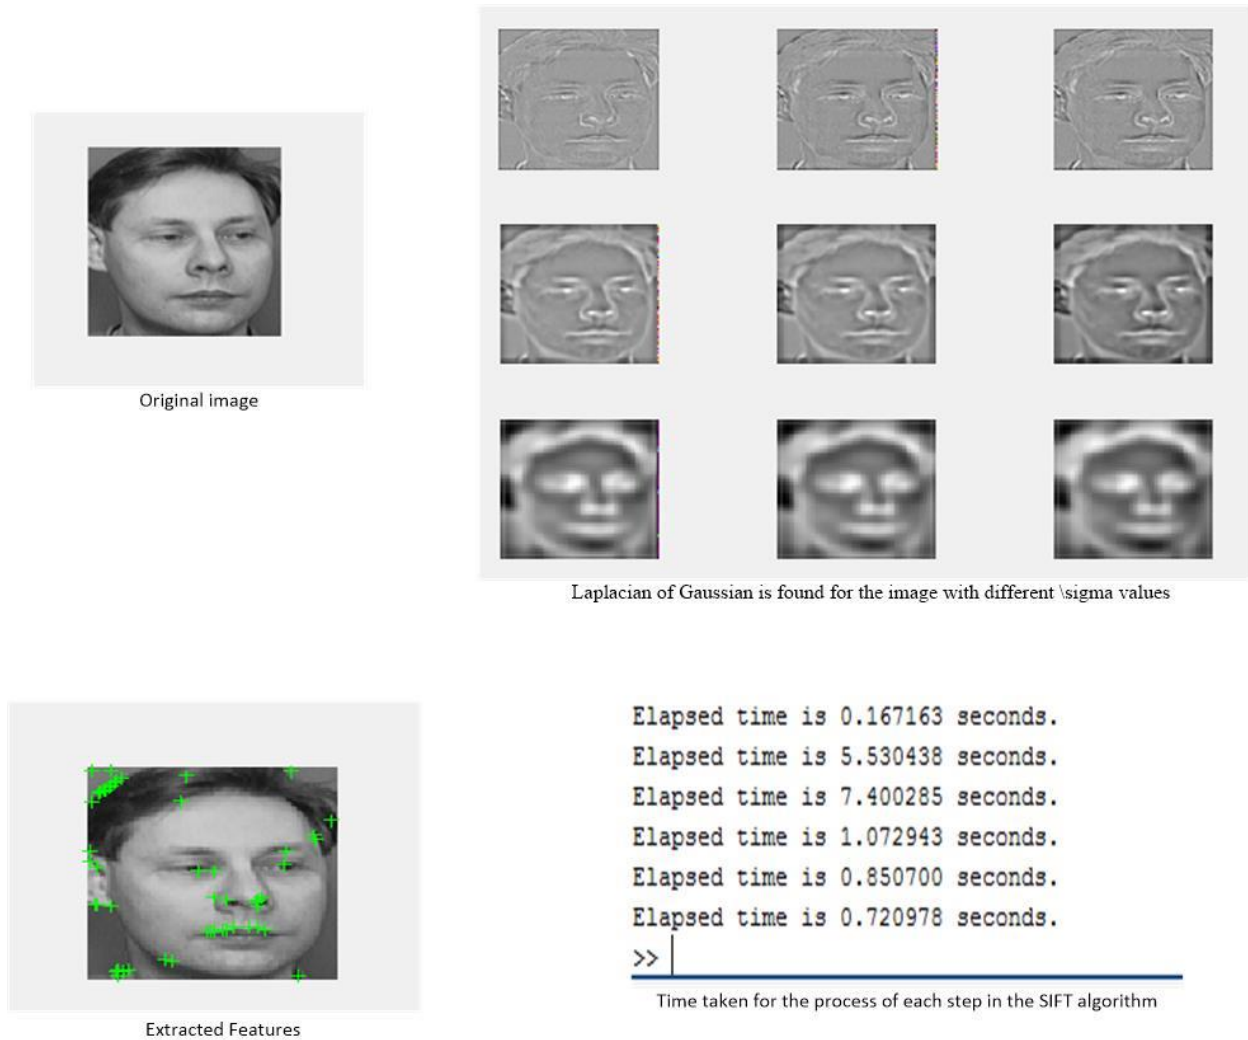 Original image
Laplacian of Gaussian is found for the image with different \sigma values
Elapsed time is 0.167163 seconds.
Elapsed time is 5.530438 seconds.
Elapsed time is 7.400285 seconds.
Elapsed time is 1.072943 seconds.
Elapsed time is 0.850700 seconds.
Elapsed time is 0.720978 seconds.
>>
Time taken for the process of each step in the SIFT algorithm
Extracted Features